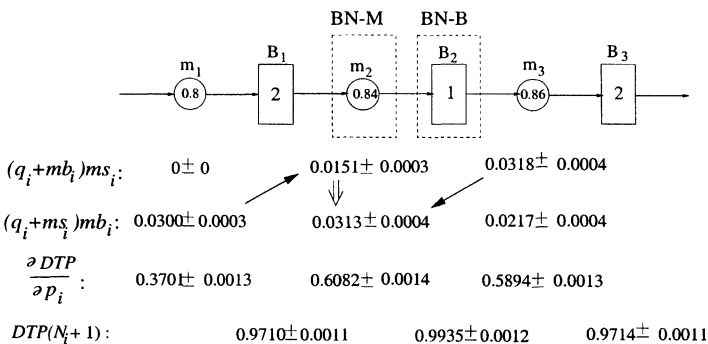 BN-M BN-B
m1 B1 m2 B2 m3 B3
0.8 2 0.84 1 0.86 2
(qi+mbi)msi: 0 ± 0 0.0151 ± 0.0003 0.0318 ± 0.0004
⇓
(qi+msi)mbi: 0.0300 ± 0.0003 0.0313 ± 0.0004 0.0217 ± 0.0004
∂DTP
∂pi : 0.3701 ± 0.0013 0.6082 ± 0.0014 0.5894 ± 0.0013
DTP(Ni+1) : 0.9710 ± 0.0011 0.9935 ± 0.0012 0.9714 ± 0.0011